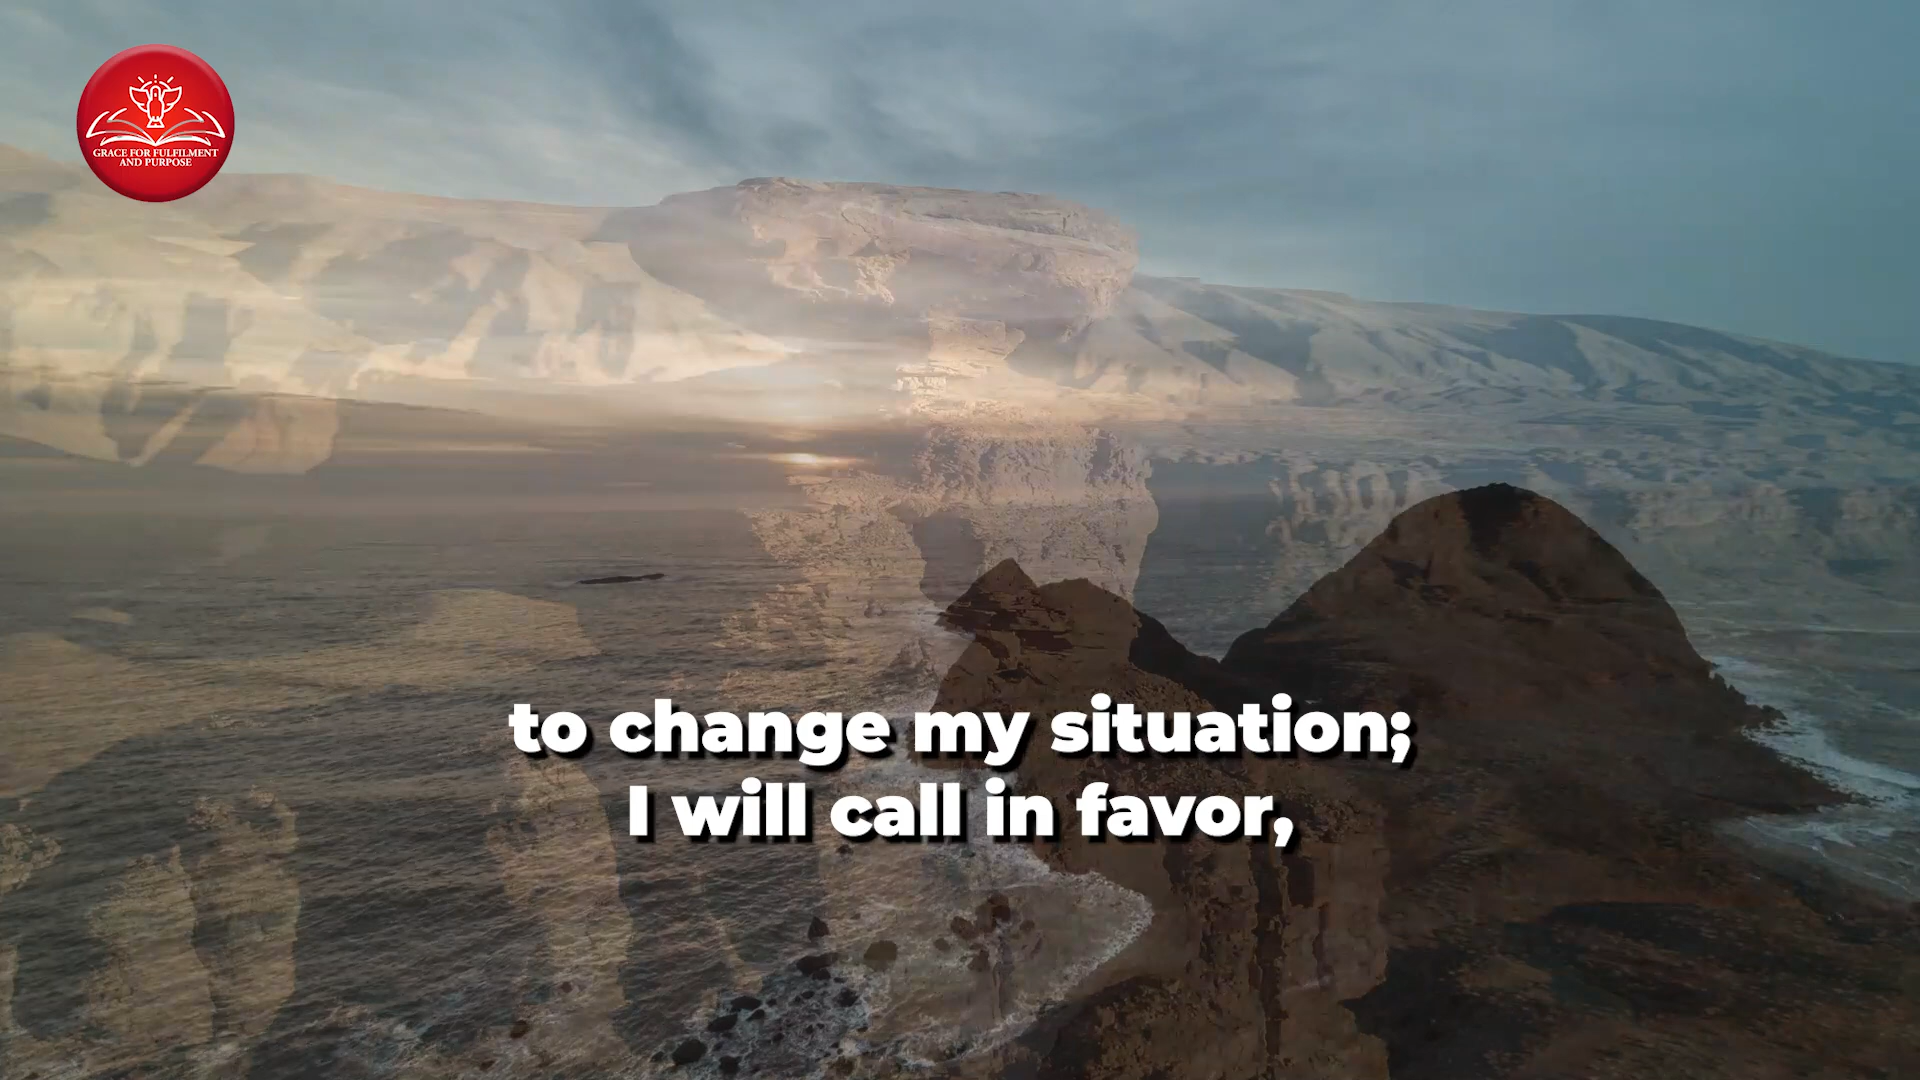 GRACE FOR FULFILMENT
AND PURPOSE
to change my situation;
I will call in favor,